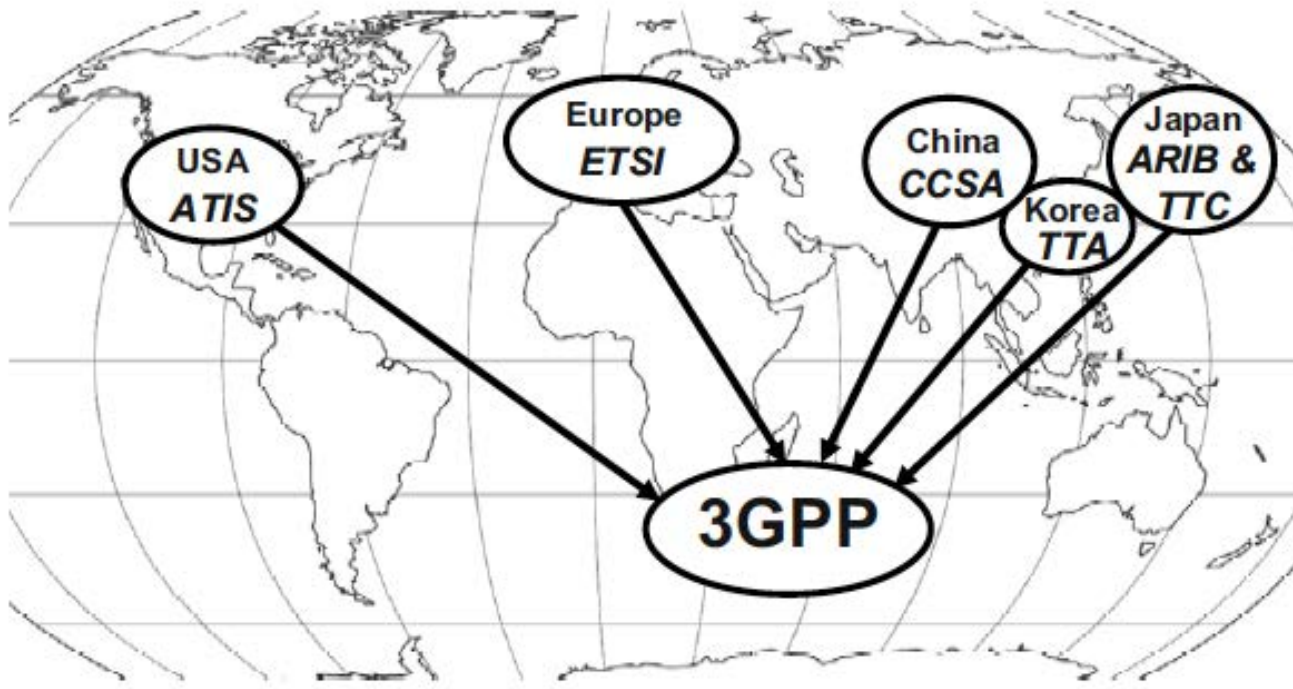 USA
ATIS
Europe
ETSI
China
CCSA
Korea
TTA
Japan
ARIB &
TTC
3GPP